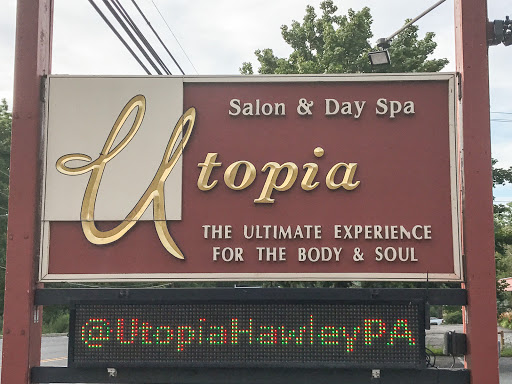 Salon & Day Spa
Utopia
THE ULTIMATE EXPERIENCE
FOR THE BODY & SOUL
@UtopiaHawleyPA